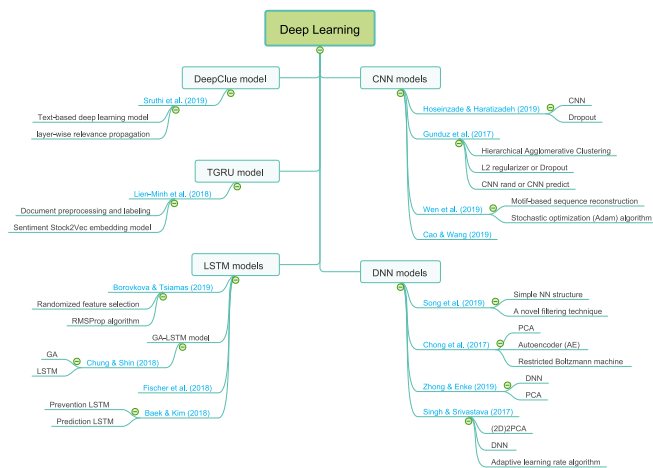 Deep Learning
DeepClue model
Sruthi et al. (2019)
Text-based deep learning model
layer-wise relevance propagation
TGRU model
Lien-Minh et al. (2018)
Document preprocessing and labeling
Sentiment Stock2Vec embedding model
LSTM models
Borovkova & Tsiamas (2019)
Randomized feature selection
RMSProp algorithm
GA-LSTM model
Chung & Shin (2018)
GA
LSTM
Fischer et al. (2018)
Baek & Kim (2018)
Prevention LSTM
Prediction LSTM
CNN models
Hoseinzade & Haratizadeh (2019)
CNN
Dropout
Gunduz et al. (2017)
Hierarchical Agglomerative Clustering
L2 regularizer or Dropout
CNN rand or CNN predict
Wen et al. (2019)
Motif-based sequence reconstruction
Stochastic optimization (Adam) algorithm
Cao & Wang (2019)
DNN models
Song et al. (2019)
Simple NN structure
A novel filtering technique
Chong et al. (2017)
PCA
Autoencoder (AE)
Restricted Boltzmann machine
Zhong & Enke (2019)
DNN
PCA
Singh & Srivastava (2017)
(2D)2PCA
DNN
Adaptive learning rate algorithm